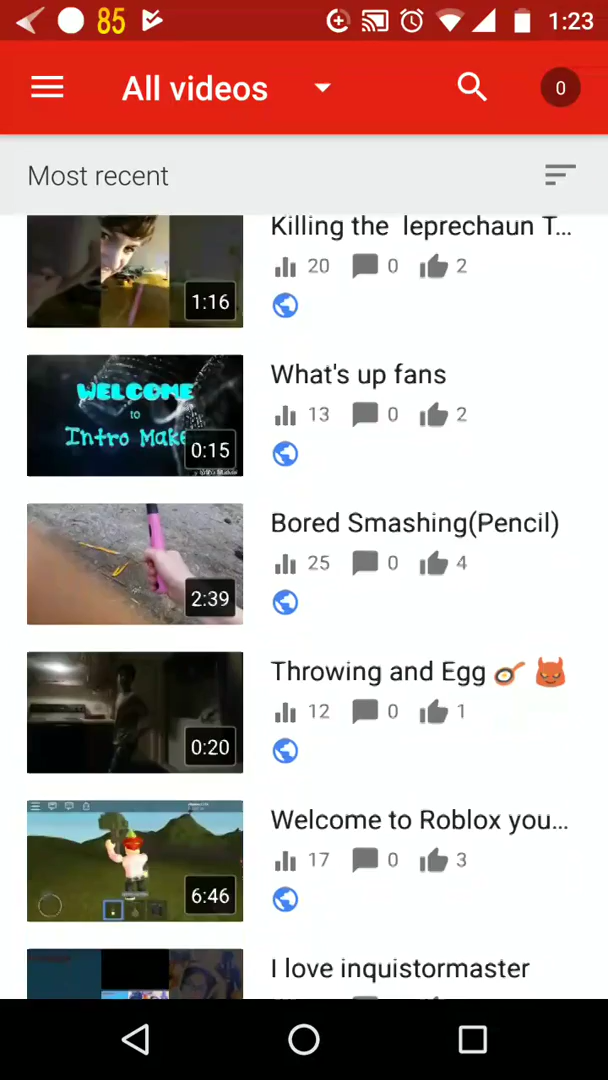 85
1:23
All videos
0
Most recent
Killing the leprechaun T...
20 0 2
1:16
What's up fans
13 0 2
WELCOME
to
Intro Make
0:15
Bored Smashing(Pencil)
25 0 4
2:39
Throwing and Egg 🍳 👿
12 0 1
0:20
Welcome to Roblox you...
17 0 3
6:46
I love inquistormaster